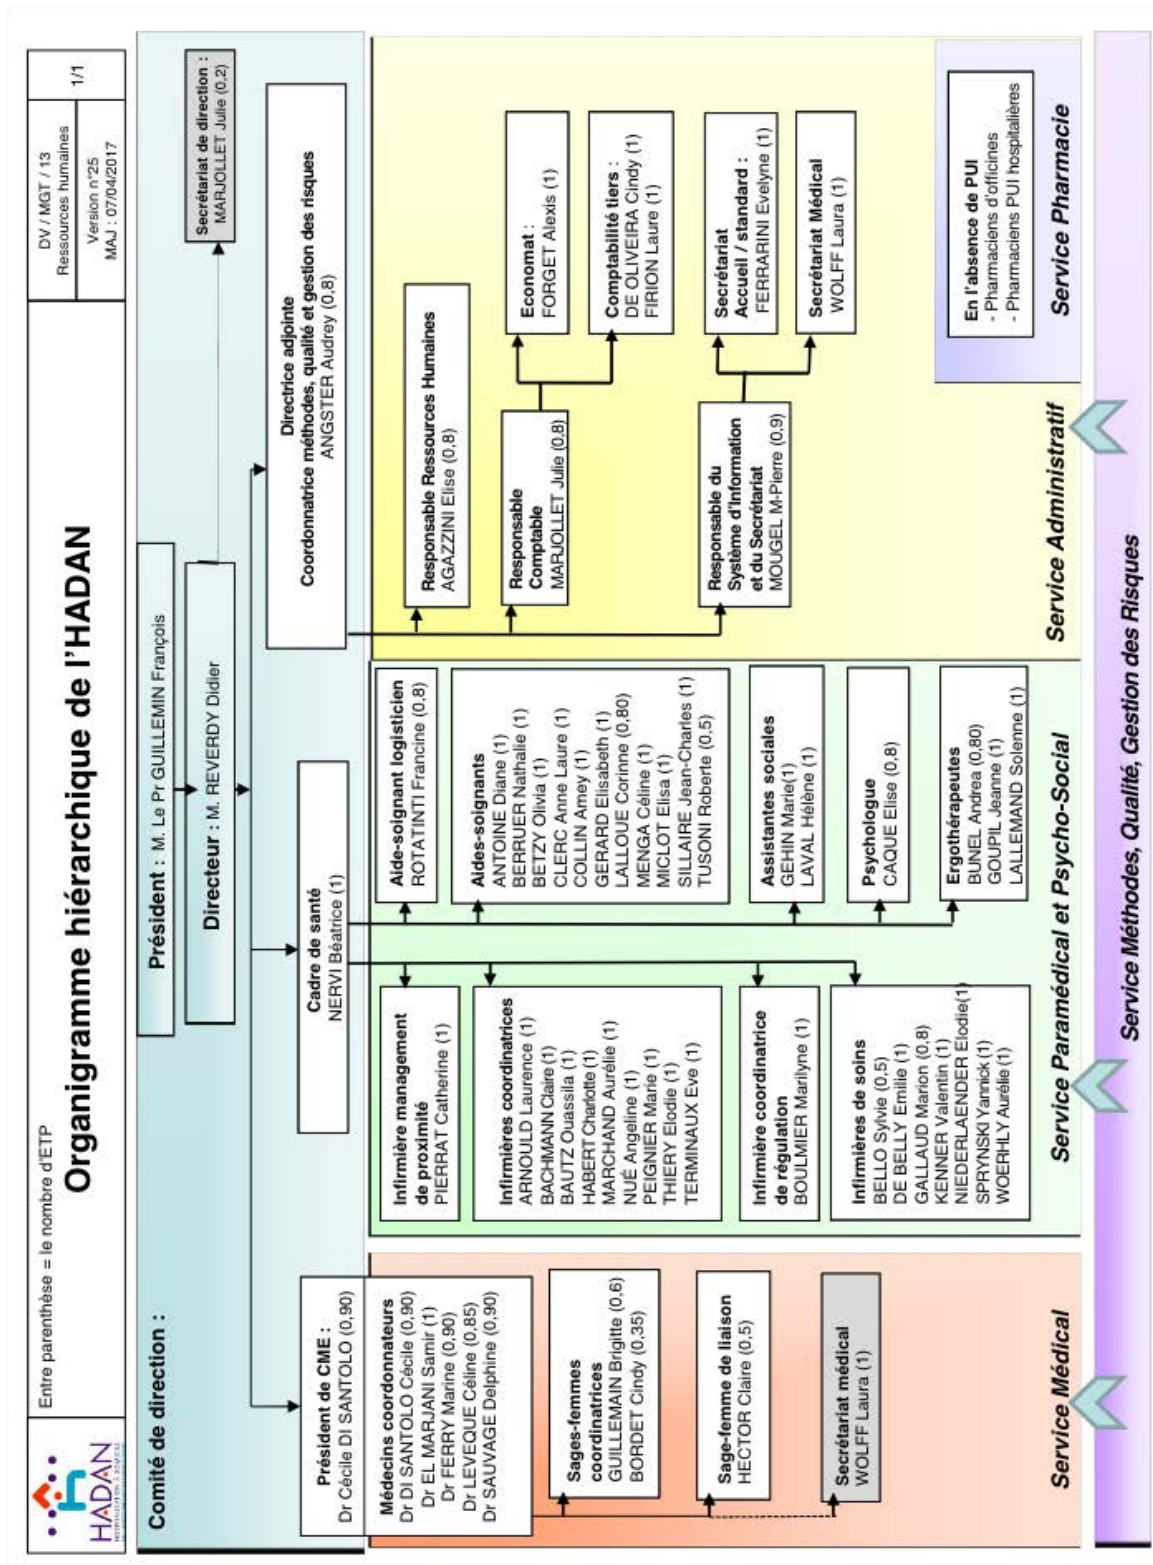 HADAN
Entre parenthèse = le nombre d'ETP
Organigramme hiérarchique de l'HADAN
DV / MGT / 13
Ressources humaines
Version n°25
MAJ : 07/04/2017
1/1
Comité de direction :
Président : M. Le Pr GUILLEMIN François
Directeur : M. REVERDY Didier
Secrétariat de direction :
MARJOLLET Julie (0,2)
Président de CME :
Dr Cécile DI SANTOLO (0,90)
Cadre de santé
NERVI Béatrice (1)
Directrice adjointe
Coordonnatrice méthodes, qualité et gestion des risques
ANGSTER Audrey (0,8)
Médecins coordonnateurs
Dr DI SANTOLO Cécile (0,90)
Dr EL MARJANI Samir (1)
Dr FERRY Marine (0,90)
Dr LEVEQUE Céline (0,85)
Dr SAUVAGE Delphine (0,90)
Sages-femmes
coordinatrices
GUILLEMAIN Brigitte (0,6)
BORDET Cindy (0,35)
Sage-femme de liaison
HECTOR Claire (0,5)
Secrétariat médical
WOLFF Laura (1)
Service Médical
Infirmière management
de proximité
PIERRAT Catherine (1)
Infirmières coordinatrices
ARNOULD Laurence (1)
BACHMANN Claire (1)
BAUTZ Ouassila (1)
HABERT Charlotte (1)
MARCHAND Aurélie (1)
NUÉ Angeline (1)
PEIGNIER Marie (1)
THIERY Elodie (1)
TERMINAUX Eve (1)
Infirmière coordinatrice
de régulation
BOULMIER Marilyne (1)
Infirmières de soins
BELLO Sylvie (0,5)
DE BELLY Emilie (1)
GALLAUD Marion (0,8)
KENNER Valentin (1)
NIEDERLAENDER Elodie(1)
SPRYNSKI Yannick (1)
WOERHLY Aurélie (1)
Aide-soignant logisticien
ROTATINTI Francine (0,8)
Aides-soignants
ANTOINE Diane (1)
BERRUER Nathalie (1)
BETZY Olivia (1)
CLERC Anne Laure (1)
COLLIN Amey (1)
GERARD Elisabeth (1)
LALLOUE Corinne (0,80)
MENGA Céline (1)
MICLOT Elisa (1)
SILLAIRE Jean-Charles (1)
TUSONI Roberte (0,5)
Assistantes sociales
GEHIN Marie(1)
LAVAL Hélène (1)
Psychologue
CAQUE Elise (0,8)
Ergothérapeutes
BUNEL Andrea (0,80)
GOUPIL Jeanne (1)
LALLEMAND Solenne (1)
Service Paramédical et Psycho-Social
Responsable Ressources Humaines
AGAZZINI Elise (0,8)
Responsable
Comptable
MARJOLLET Julie (0,8)
Economat :
FORGET Alexis (1)
Comptabilité tiers :
DE OLIVEIRA Cindy (1)
FIRION Laure (1)
Responsable du
Système d'Information
et du Secrétariat
MOUGEL M-Pierre (0,9)
Secrétariat
Accueil / standard :
FERRARINI Evelyne (1)
Secrétariat Médical
WOLFF Laura (1)
Service Administratif
En l'absence de PUI
- Pharmaciens d'officines
- Pharmaciens PUI hospitalières
Service Pharmacie
Service Méthodes, Qualité, Gestion des Risques